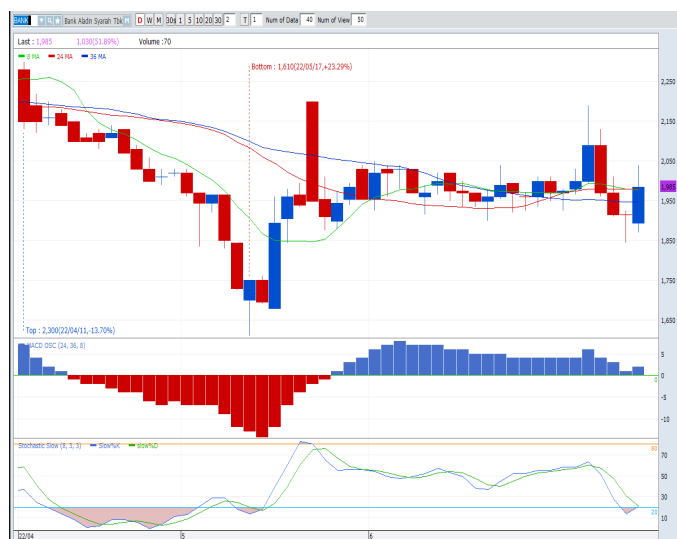 BANK Bank Aladin Syarah Tbk M D W M 30s 1 5 10 20 30 2 T 1 Num of Data 40 Num of View 50
Last : 1,985 1,030(51.89%) Volume :70
8 MA 24 MA 36 MA
Bottom : 1,610(22/05/17,+23.29%)
2,250
2,150
2,050
1,985
1,950
1,850
1,750
1,650
Top : 2,300(22/04/11,-13.70%)
MACD OSC (24, 36, 8)
5
0
0
-5
-10
Stochastic Slow (8, 3, 3) Slow%K slow%D
80
70
50
30
20
10
22/04 5 6